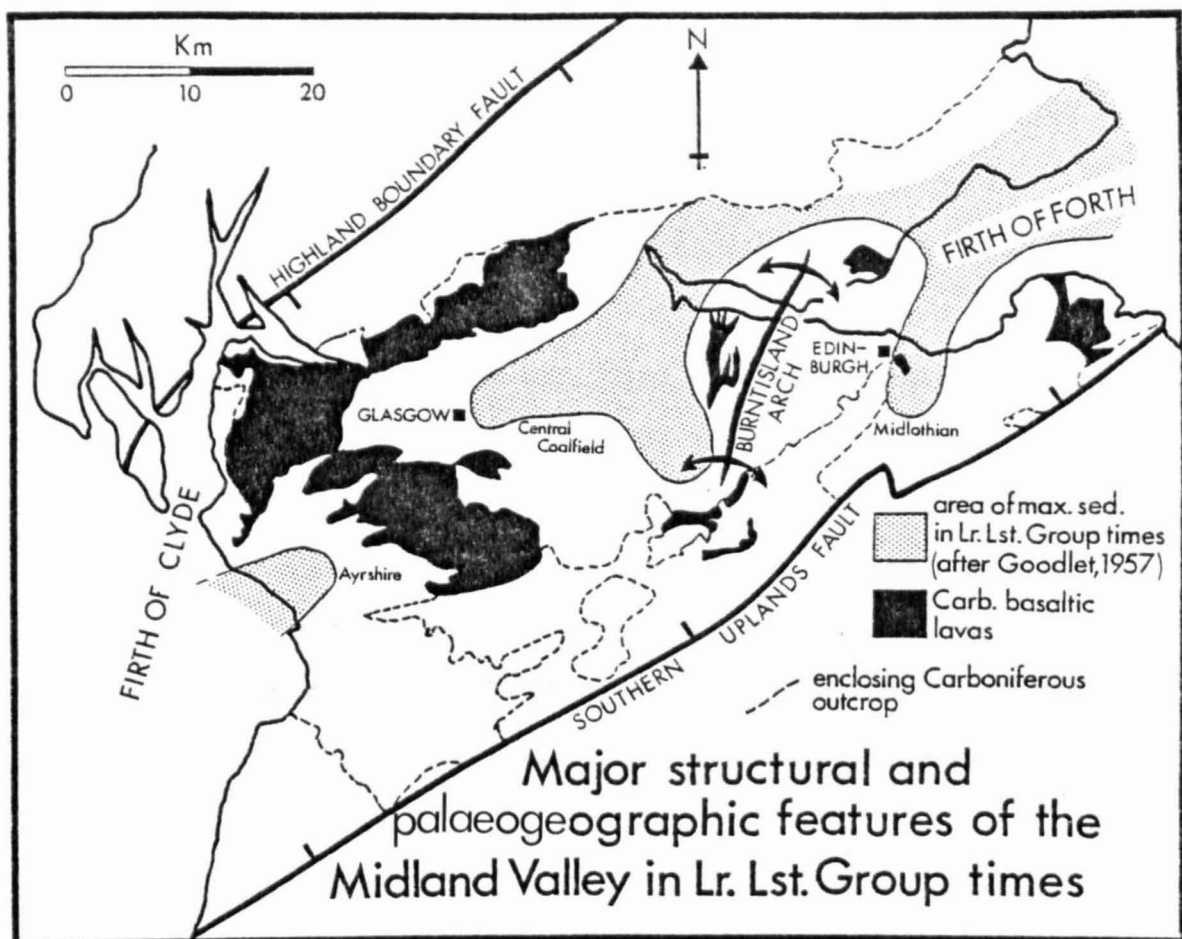 Km
0 10 20
N
HIGHLAND BOUNDARY FAULT
FIRTH OF FORTH
EDIN-
BURGH
BURNTISLAND
ARCH
GLASGOW
Central
Coalfield
Midlothian
FIRTH OF CLYDE
Ayrshire
SOUTHERN UPLANDS FAULT
area of max. sed.
in Lr. Lst. Group
times
(after Goodlet, 1957)
Carb. basaltic
lavas
enclosing Carboniferous
outcrop
Major structural and
palaeogeographic features of the
Midland Valley in Lr. Lst. Group times